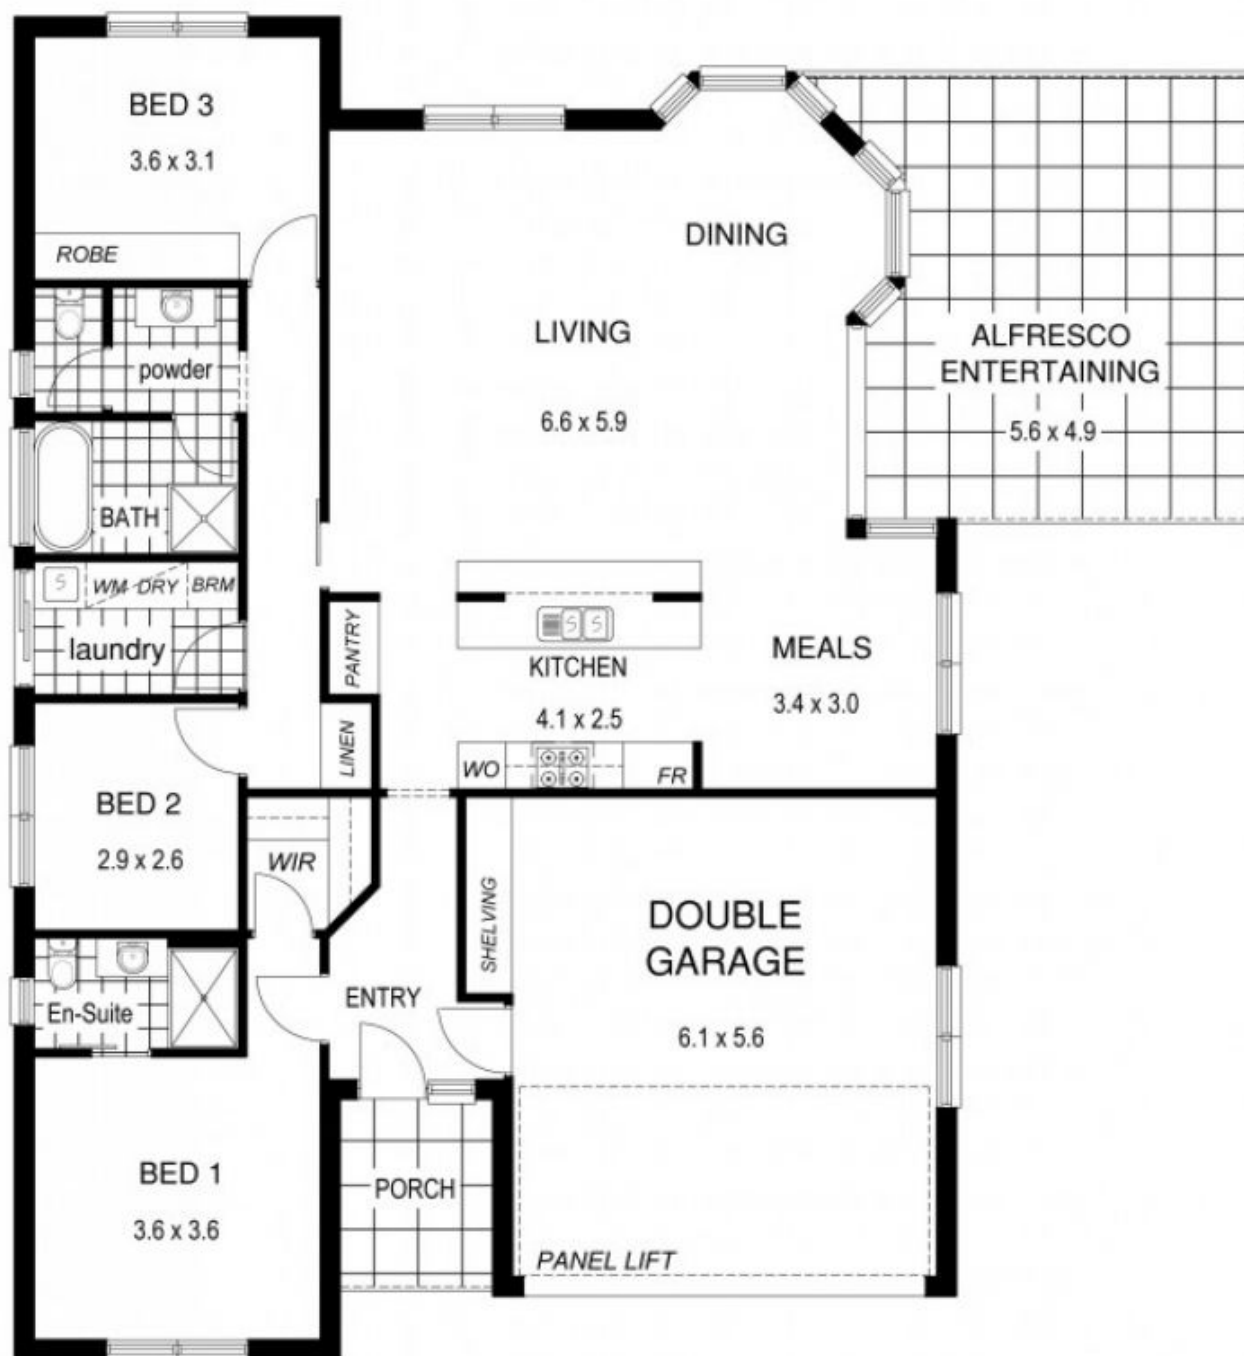 BED 3
3.6 x 3.1
ROBE
DINING
LIVING
6.6 x 5.9
ALFRESCO
ENTERTAINING
5.6 x 4.9
powder
BATH
WM DRY BRM
laundry
PANTRY
KITCHEN
4.1 x 2.5
MEALS
3.4 x 3.0
LINEN
WO
FR
BED 2
2.9 x 2.6
WIR
SHELVING
DOUBLE
GARAGE
6.1 x 5.6
En-Suite
ENTRY
BED 1
3.6 x 3.6
PORCH
PANEL LIFT